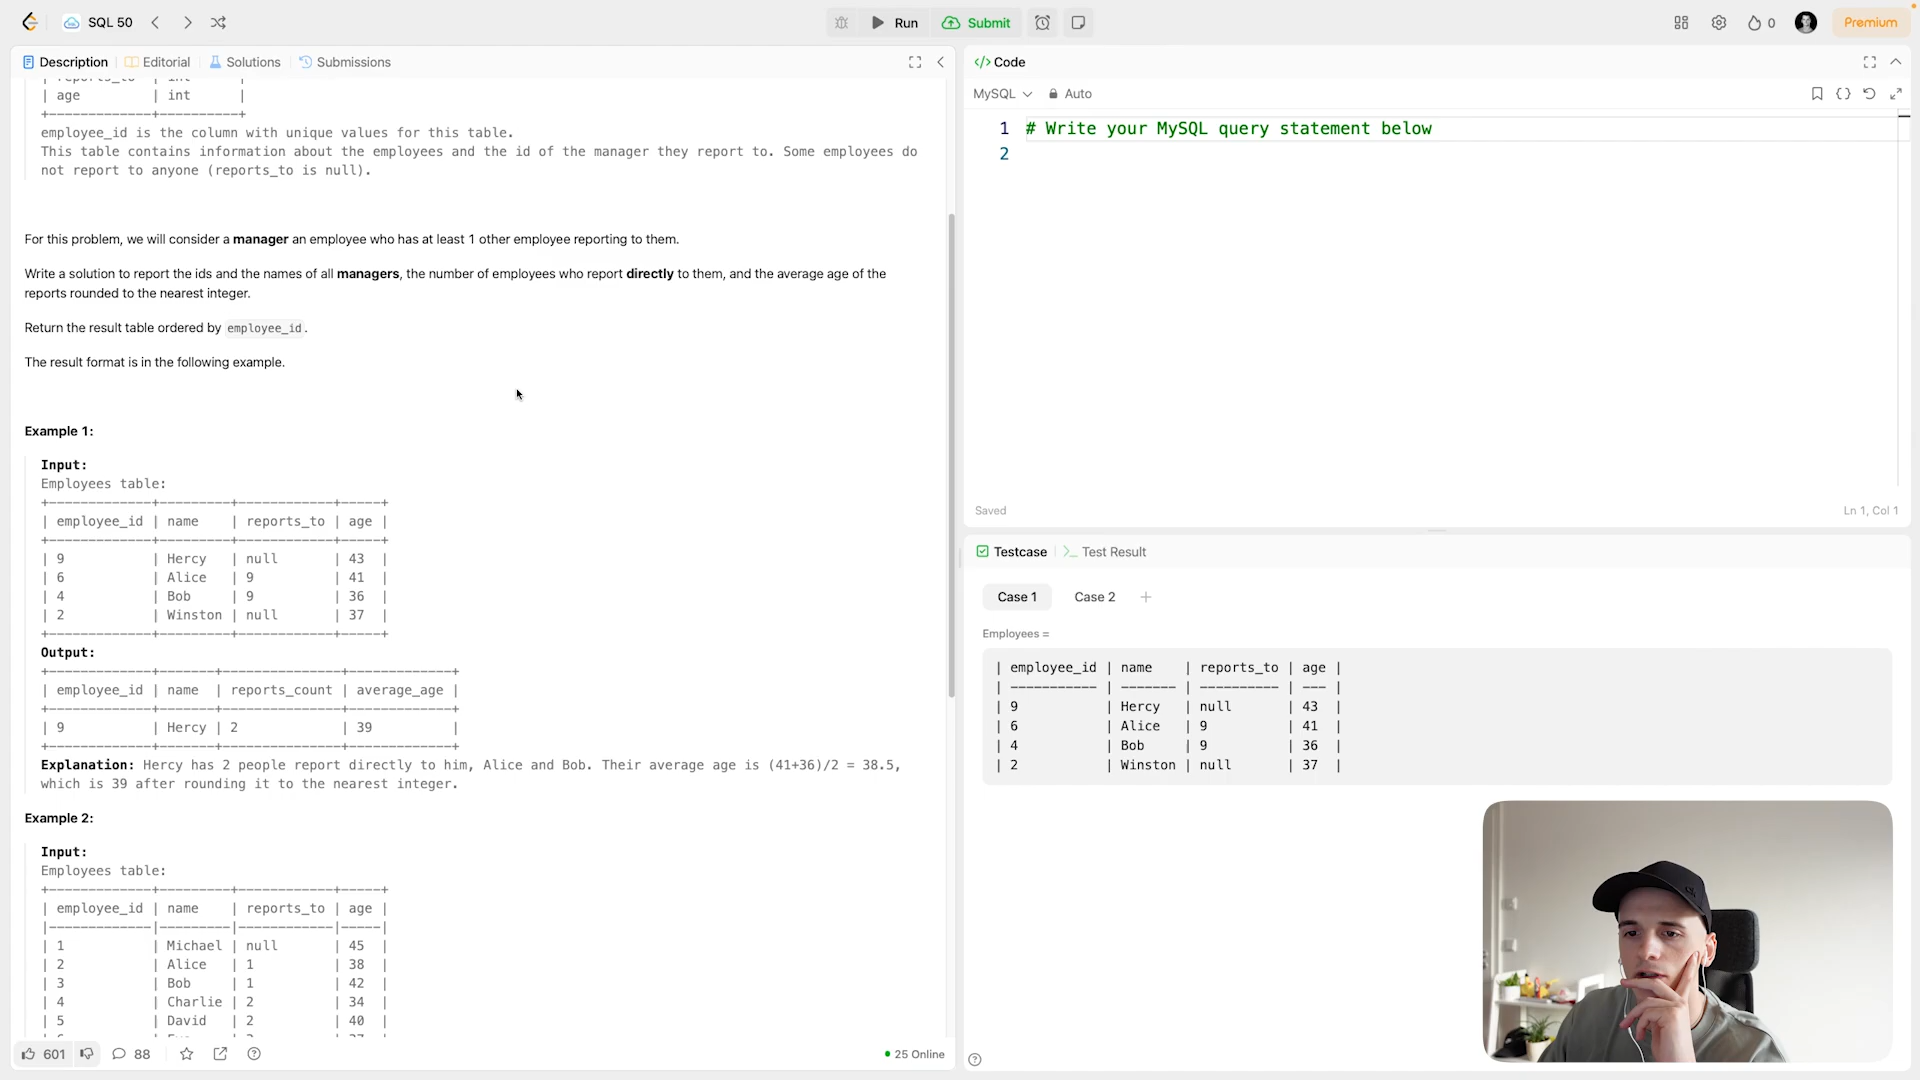 SQL 50
Run
Submit
0
Premium
Description
Editorial
Solutions
Submissions
| reports_to | int |
| age | int |
+-------------+----------+
employee_id is the column with unique values for this table.
This table contains information about the employees and the id of the manager they report to. Some employees do
not report to anyone (reports_to is null).
For this problem, we will consider a manager an employee who has at least 1 other employee reporting to them.
Write a solution to report the ids and the names of all managers, the number of employees who report directly to them, and the average age of the
reports rounded to the nearest integer.
Return the result table ordered by employee_id.
The result format is in the following example.
Example 1:
Input:
Employees table:
+-------------+---------+------------+-----+
| employee_id | name | reports_to | age |
+-------------+---------+------------+-----+
| 9 | Hercy | null | 43 |
| 6 | Alice | 9 | 41 |
| 4 | Bob | 9 | 36 |
| 2 | Winston | null | 37 |
+-------------+---------+------------+-----+
Output:
+-------------+-------+---------------+-------------+
| employee_id | name | reports_count | average_age |
+-------------+-------+---------------+-------------+
| 9 | Hercy | 2 | 39 |
+-------------+-------+---------------+-------------+
Explanation: Hercy has 2 people report directly to him, Alice and Bob. Their average age is (41+36)/2 = 38.5,
which is 39 after rounding it to the nearest integer.
Example 2:
Input:
Employees table:
+-------------+---------+------------+-----+
| employee_id | name | reports_to | age |
|-------------|---------|------------|-----|
| 1 | Michael | null | 45 |
| 2 | Alice | 1 | 38 |
| 3 | Bob | 1 | 42 |
| 4 | Charlie | 2 | 34 |
| 5 | David | 2 | 40 |
601
88
25 Online
</> Code
MySQL
Auto
1 # Write your MySQL query statement below
2
Saved
Ln 1, Col 1
Testcase
>_ Test Result
Case 1
Case 2
+
Employees =
| employee_id | name | reports_to | age |
| ----------- | ------- | ---------- | --- |
| 9 | Hercy | null | 43 |
| 6 | Alice | 9 | 41 |
| 4 | Bob | 9 | 36 |
| 2 | Winston | null | 37 |